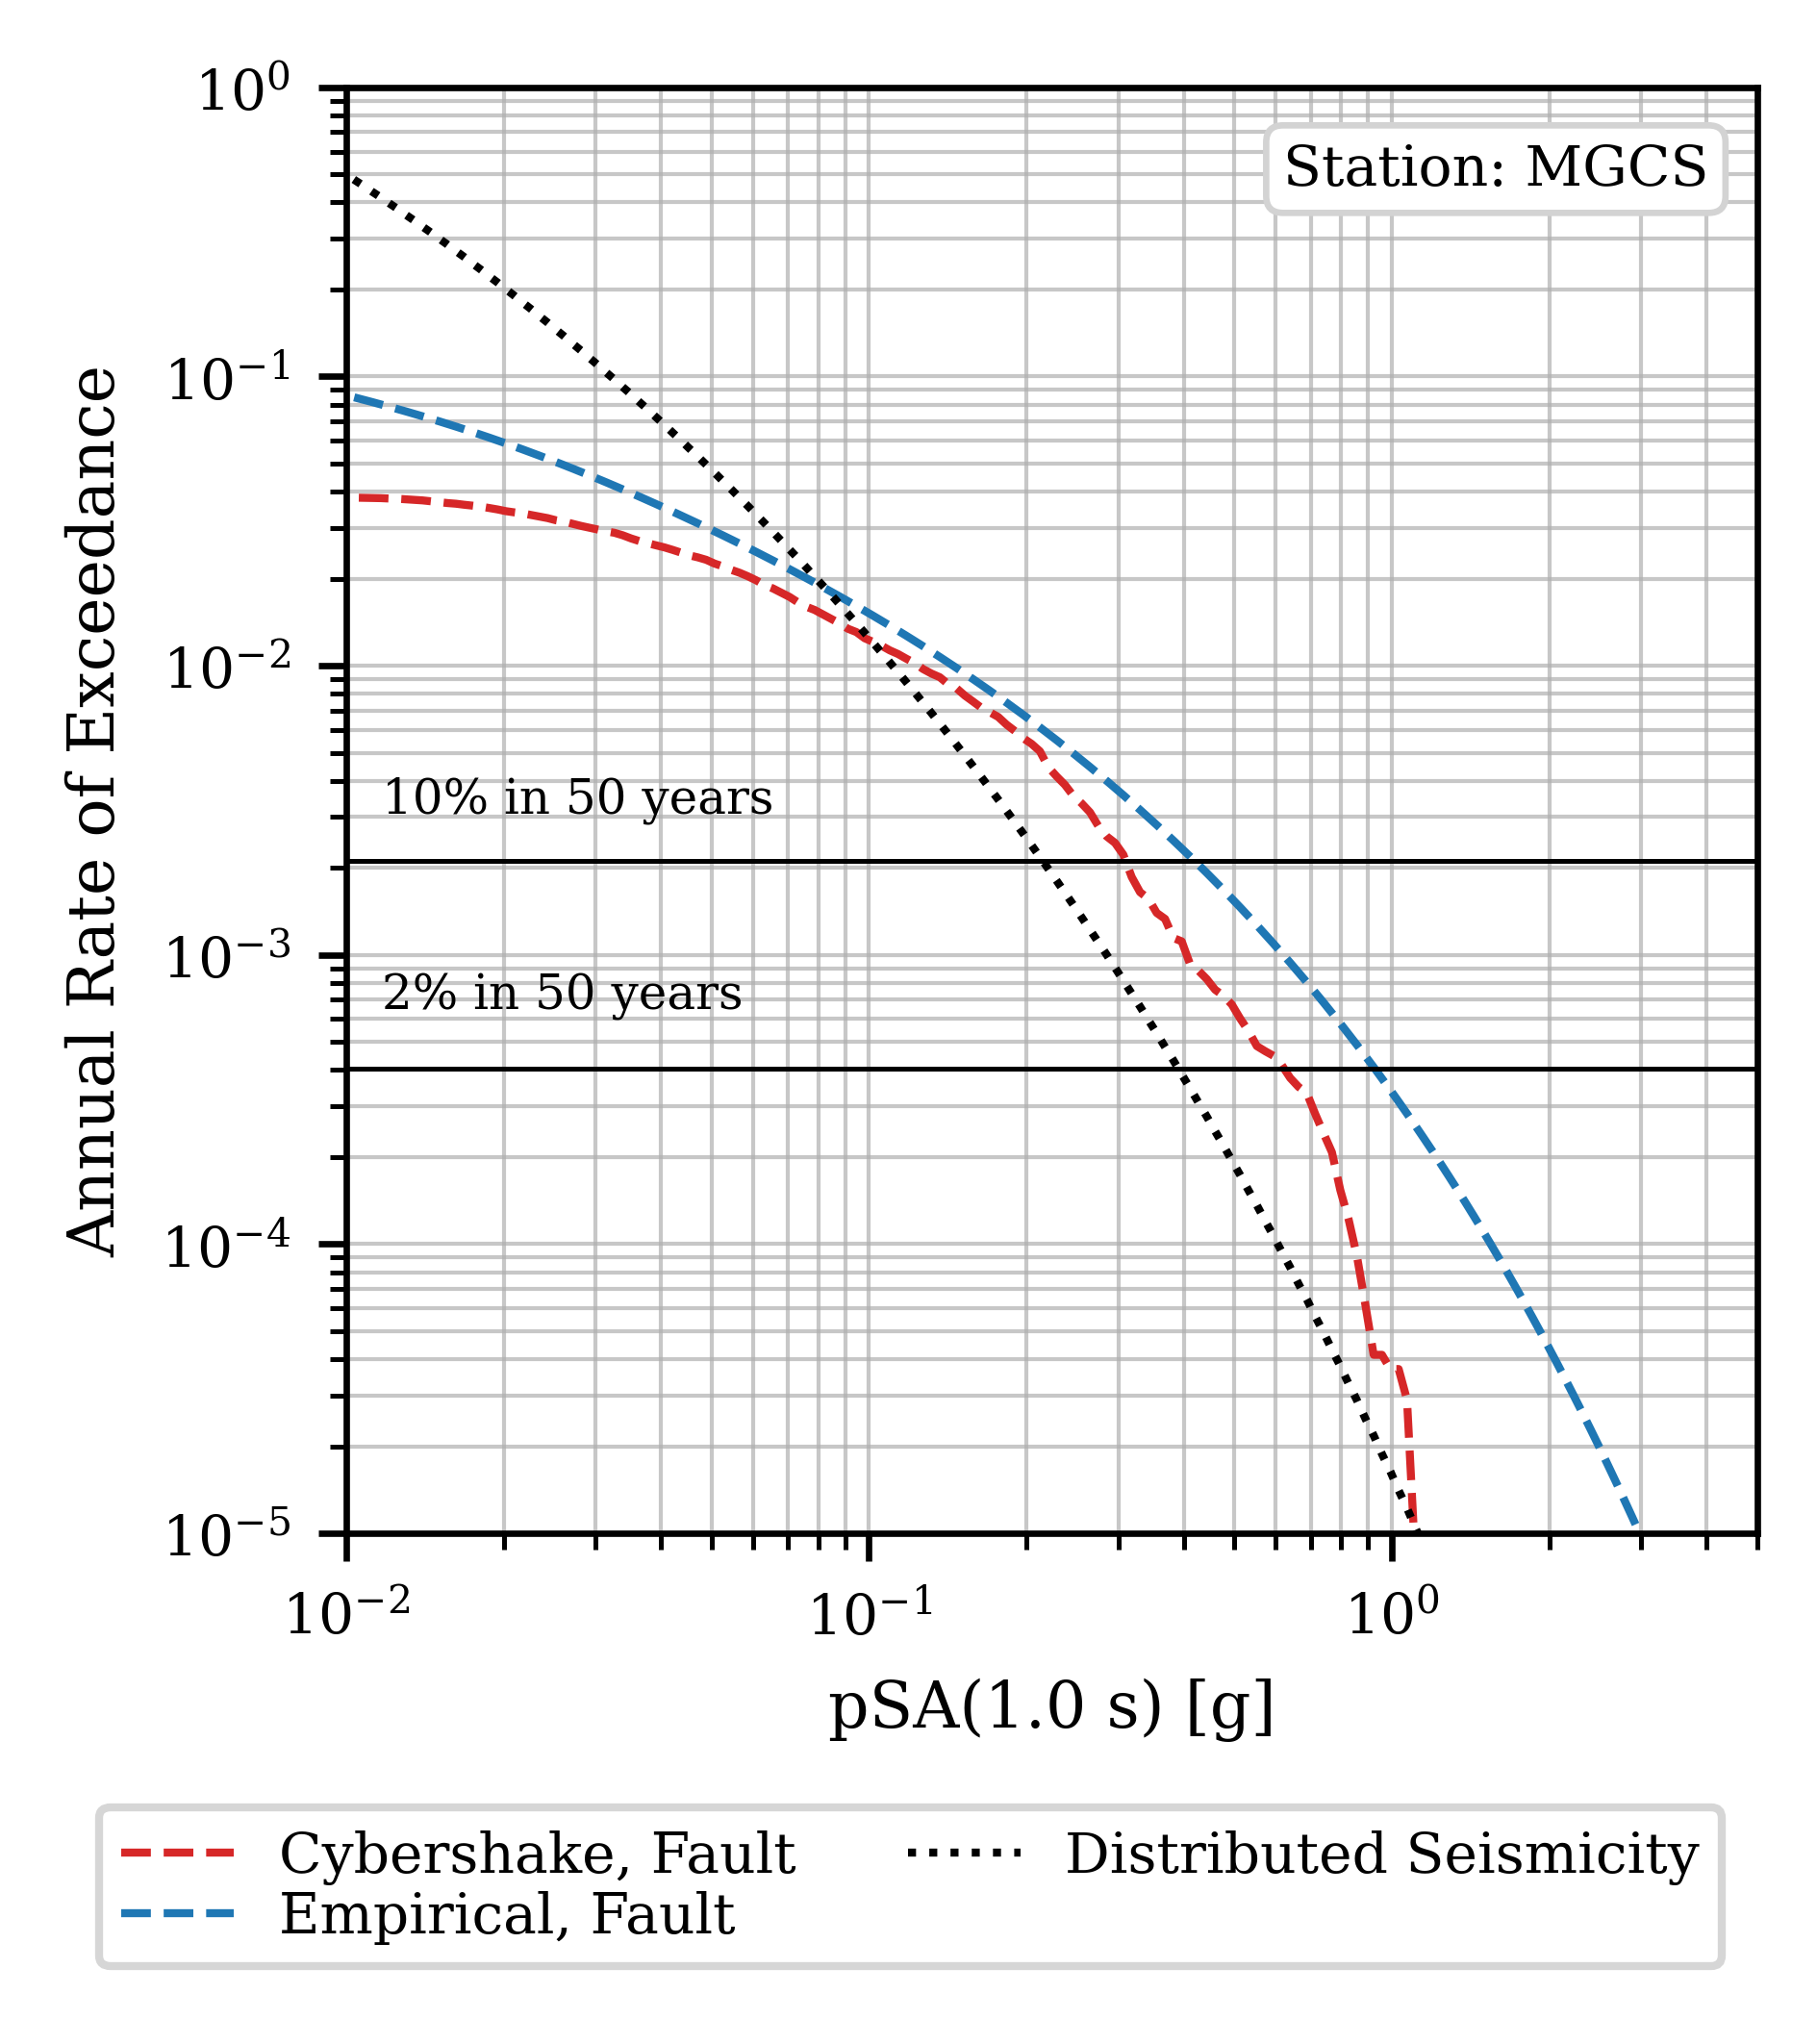 Station: MGCS
10⁰
10⁻¹
10⁻²
10⁻³
10⁻⁴
10⁻⁵
Annual Rate of Exceedance
10% in 50 years
2% in 50 years
10⁻²
10⁻¹
10⁰
pSA(1.0 s) [g]
Cybershake, Fault
Empirical, Fault
Distributed Seismicity